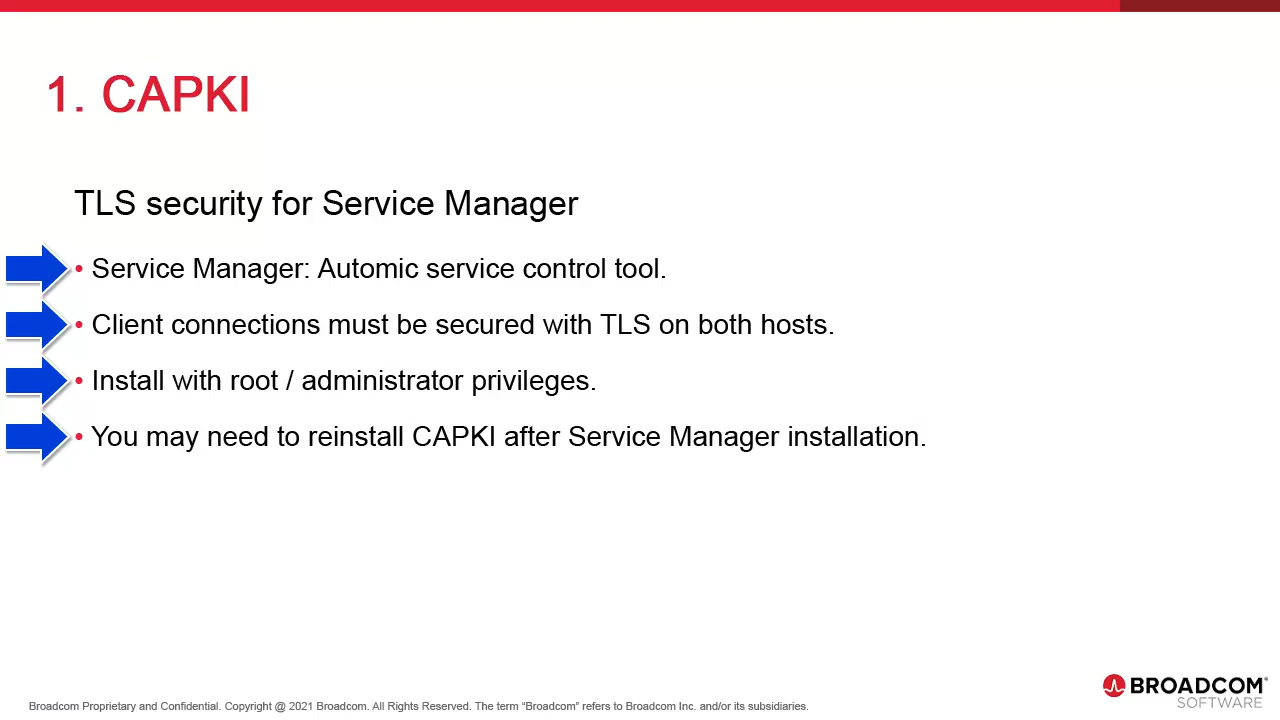 1. CAPKI
TLS security for Service Manager
• Service Manager: Automic service control tool.
• Client connections must be secured with TLS on both hosts.
• Install with root / administrator privileges.
• You may need to reinstall CAPKI after Service Manager installation.
BROADCOM®
SOFTWARE
Broadcom Proprietary and Confidential. Copyright @ 2021 Broadcom. All Rights Reserved. The term “Broadcom” refers to Broadcom Inc. and/or its subsidiaries.